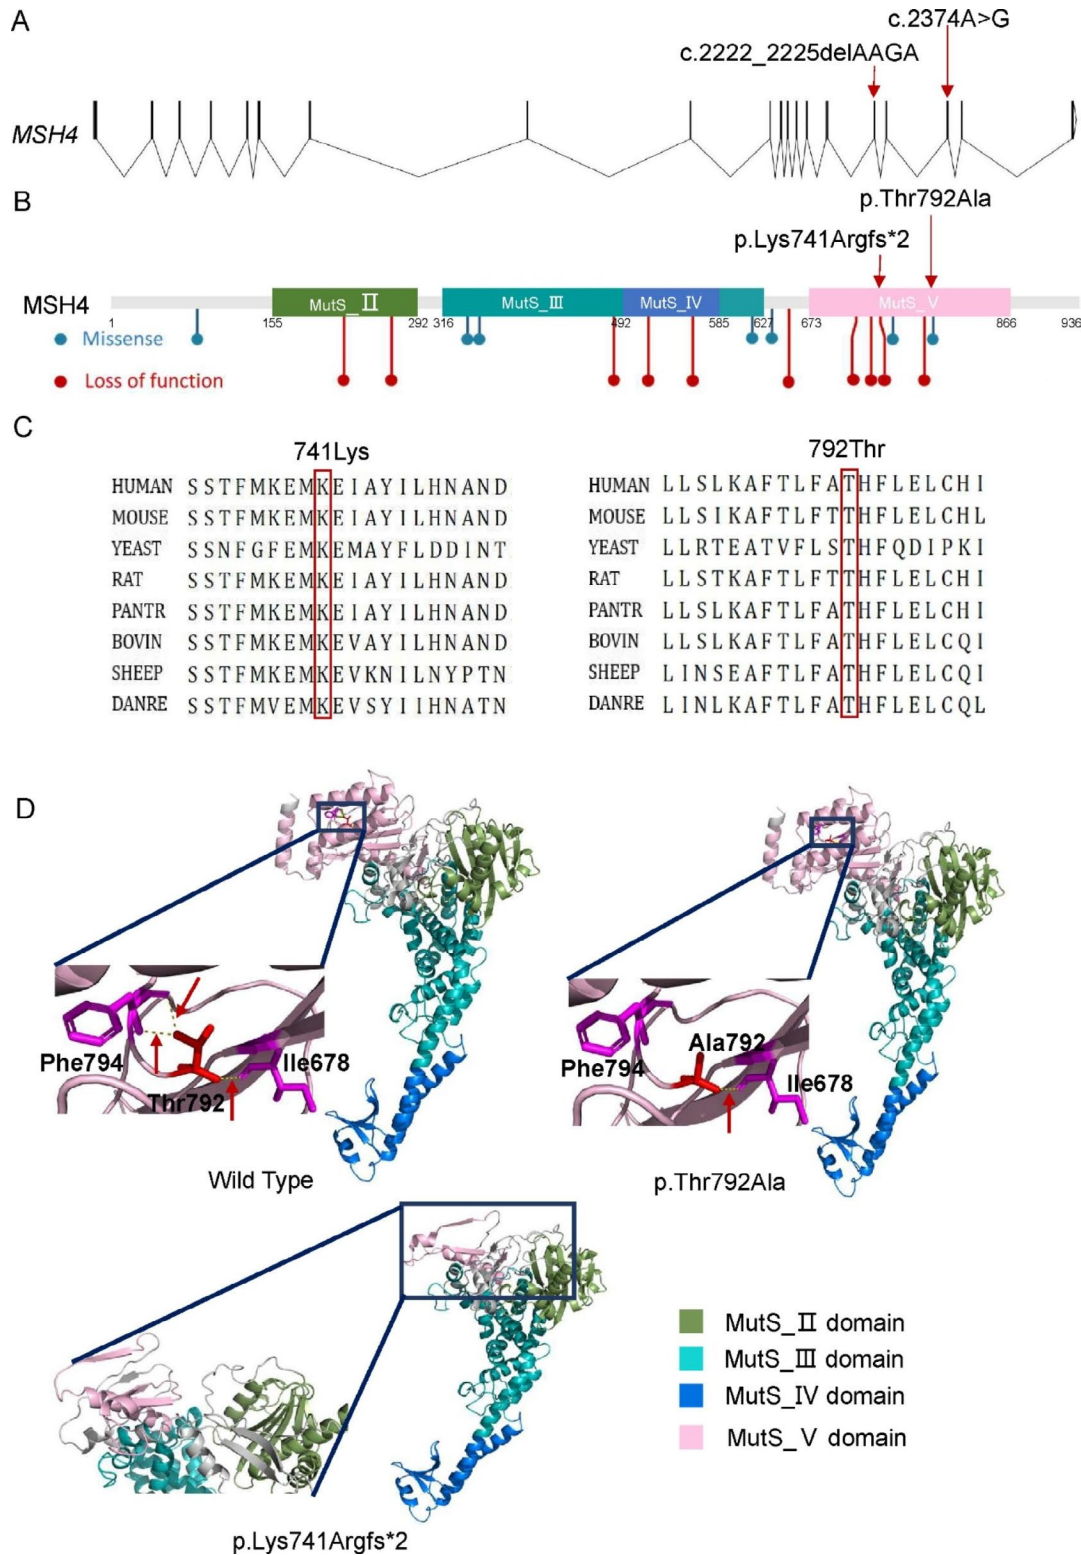 A
c.2374A>G
c.2222_2225delAAGA
MSH4
B
p.Thr792Ala
p.Lys741Argfs*2
MSH4
MutS_II
MutS_III
MutS_IV
MutS_V
1
155
292
316
492
585
627
673
866
936
Missense
Loss of function
C
741Lys
HUMAN SSTFMKEMKEIAYILHNAND
MOUSE SSTFMKEMKEIAYILHNAND
YEAST SSNFGFEMKEMAYFLDDINT
RAT SSTFMKEMKEIAYILHNAND
PANTR SSTFMKEMKEIAYILHNAND
BOVIN SSTFMKEMKEVAYILHNAND
SHEEP SSTFMKEMKEVKNILNYPTN
DANRE SSTFMVEMKEVSYIIHNATN
792Thr
HUMAN LLSLKAFTLFATHFLELCHI
MOUSE LLSIKAFTLFTTHFLELCHL
YEAST LLRTEATVFLSTHFQDIPKI
RAT LLSTKAFTLFTTHFLELCHI
PANTR LLSLKAFTLFATHFLELCHI
BOVIN LLSLKAFTLFATHFLELCQI
SHEEP LINSEAFTLFATHFLELCQI
DANRE LINLKAFTLFATHFLELCQL
D
Phe794
Thr792
Ile678
Wild Type
Phe794
Ala792
Ile678
p.Thr792Ala
p.Lys741Argfs*2
MutS_II domain
MutS_III domain
MutS_IV domain
MutS_V domain